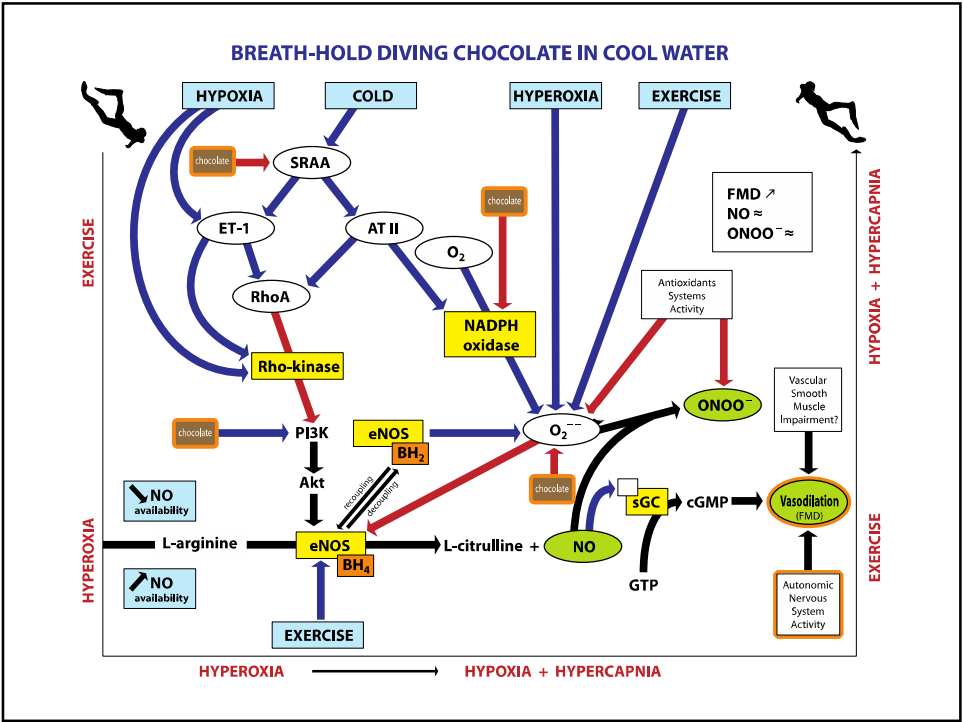 BREATH-HOLD DIVING CHOCOLATE IN COOL WATER
HYPOXIA
COLD
HYPEROXIA
EXERCISE
chocolate
SRAA
chocolate
FMD ↗
NO ≈
ONOO⁻ ≈
EXERCISE
HYPOXIA + HYPERCAPNIA
ET-1
AT II
O₂
RhoA
Antioxidants
Systems
Activity
NADPH
oxidase
Rho-kinase
Vascular
Smooth
Muscle
Impairment?
ONOO⁻
chocolate
PI3K
eNOS
BH₂
O₂⁻⁻
Akt
recoupling
decoupling
chocolate
sGC
cGMP
Vasodilation
(FMD)
NO
availability
L-arginine
eNOS
BH₄
L-citrulline +
NO
GTP
NO
availability
HYPEROXIA
EXERCISE
Autonomic
Nervous
System
Activity
EXERCISE
HYPEROXIA
HYPOXIA + HYPERCAPNIA